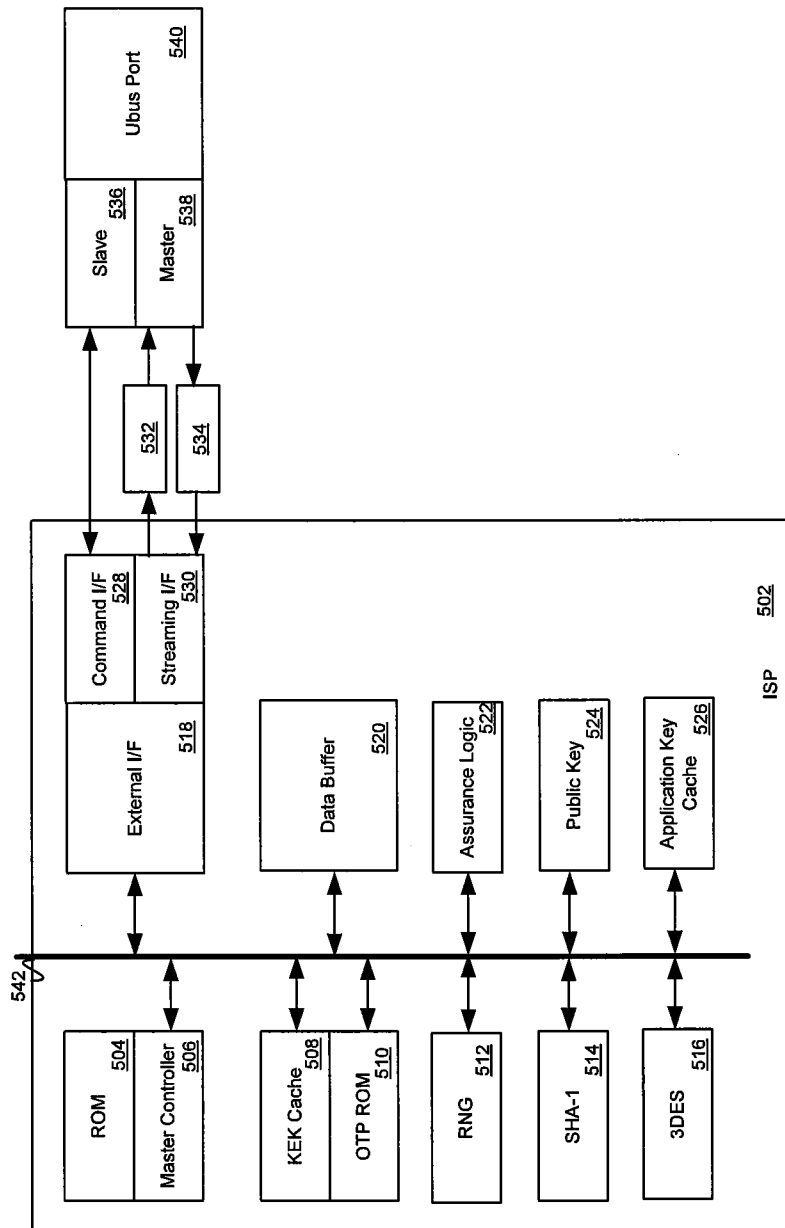 542
ROM
504
Master Controller
506
KEK Cache
508
OTP ROM
510
RNG
512
SHA-1
514
3DES
516
External I/F
518
Command I/F
528
Streaming I/F
530
Data Buffer
520
Assurance Logic
522
Public Key
524
Application Key
Cache
526
ISP
502
532
534
Slave
536
Master
538
Ubus Port
540